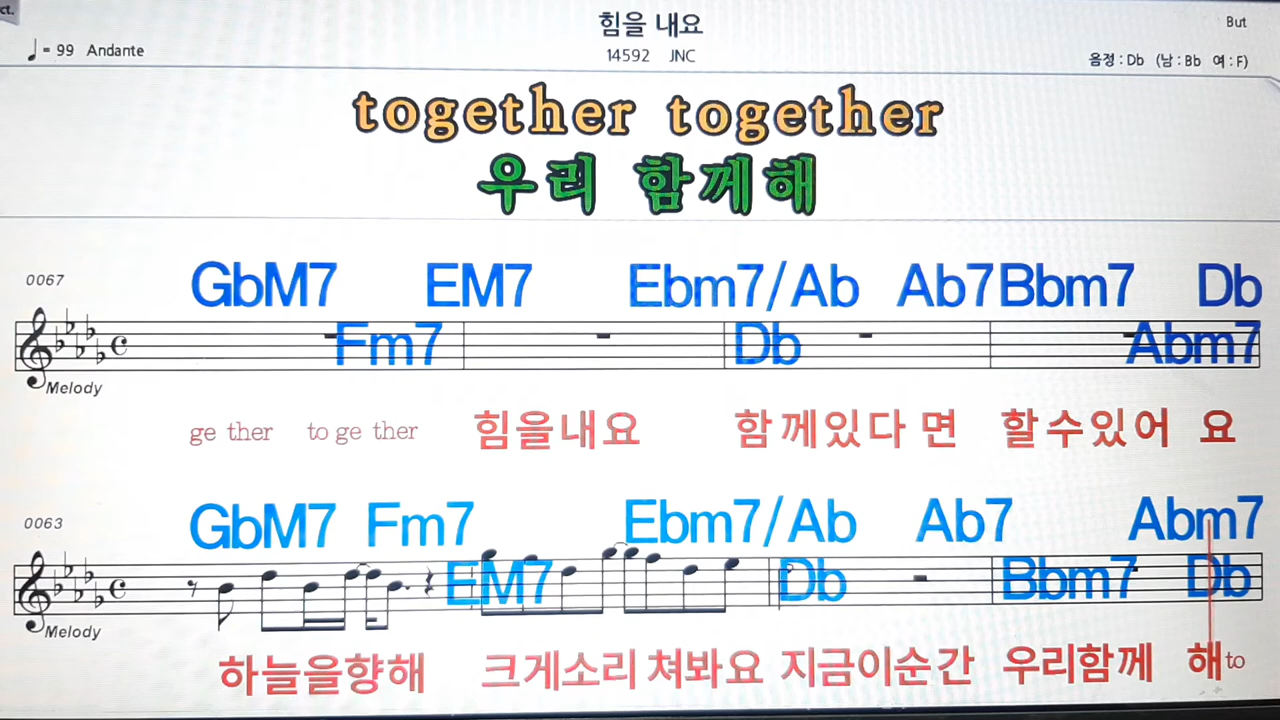 ct.
힘을 내요
But
♩ = 99 Andante
14592 JNC
음정 : Db (남 : Bb 여 : F)
together together
우리 함께해
0067
GbM7 EM7 Ebm7/Ab Ab7 Bbm7 Db
Fm7 Db Abm7
Melody
ge ther to ge ther 힘을내요 함께있다 면 할수있어 요
0063
GbM7 Fm7 Ebm7/Ab Ab7 Abm7
EM7 Db Bbm7 Db
Melody
하늘을향해 크게소리 쳐봐요 지금이순간 우리함께 해 to